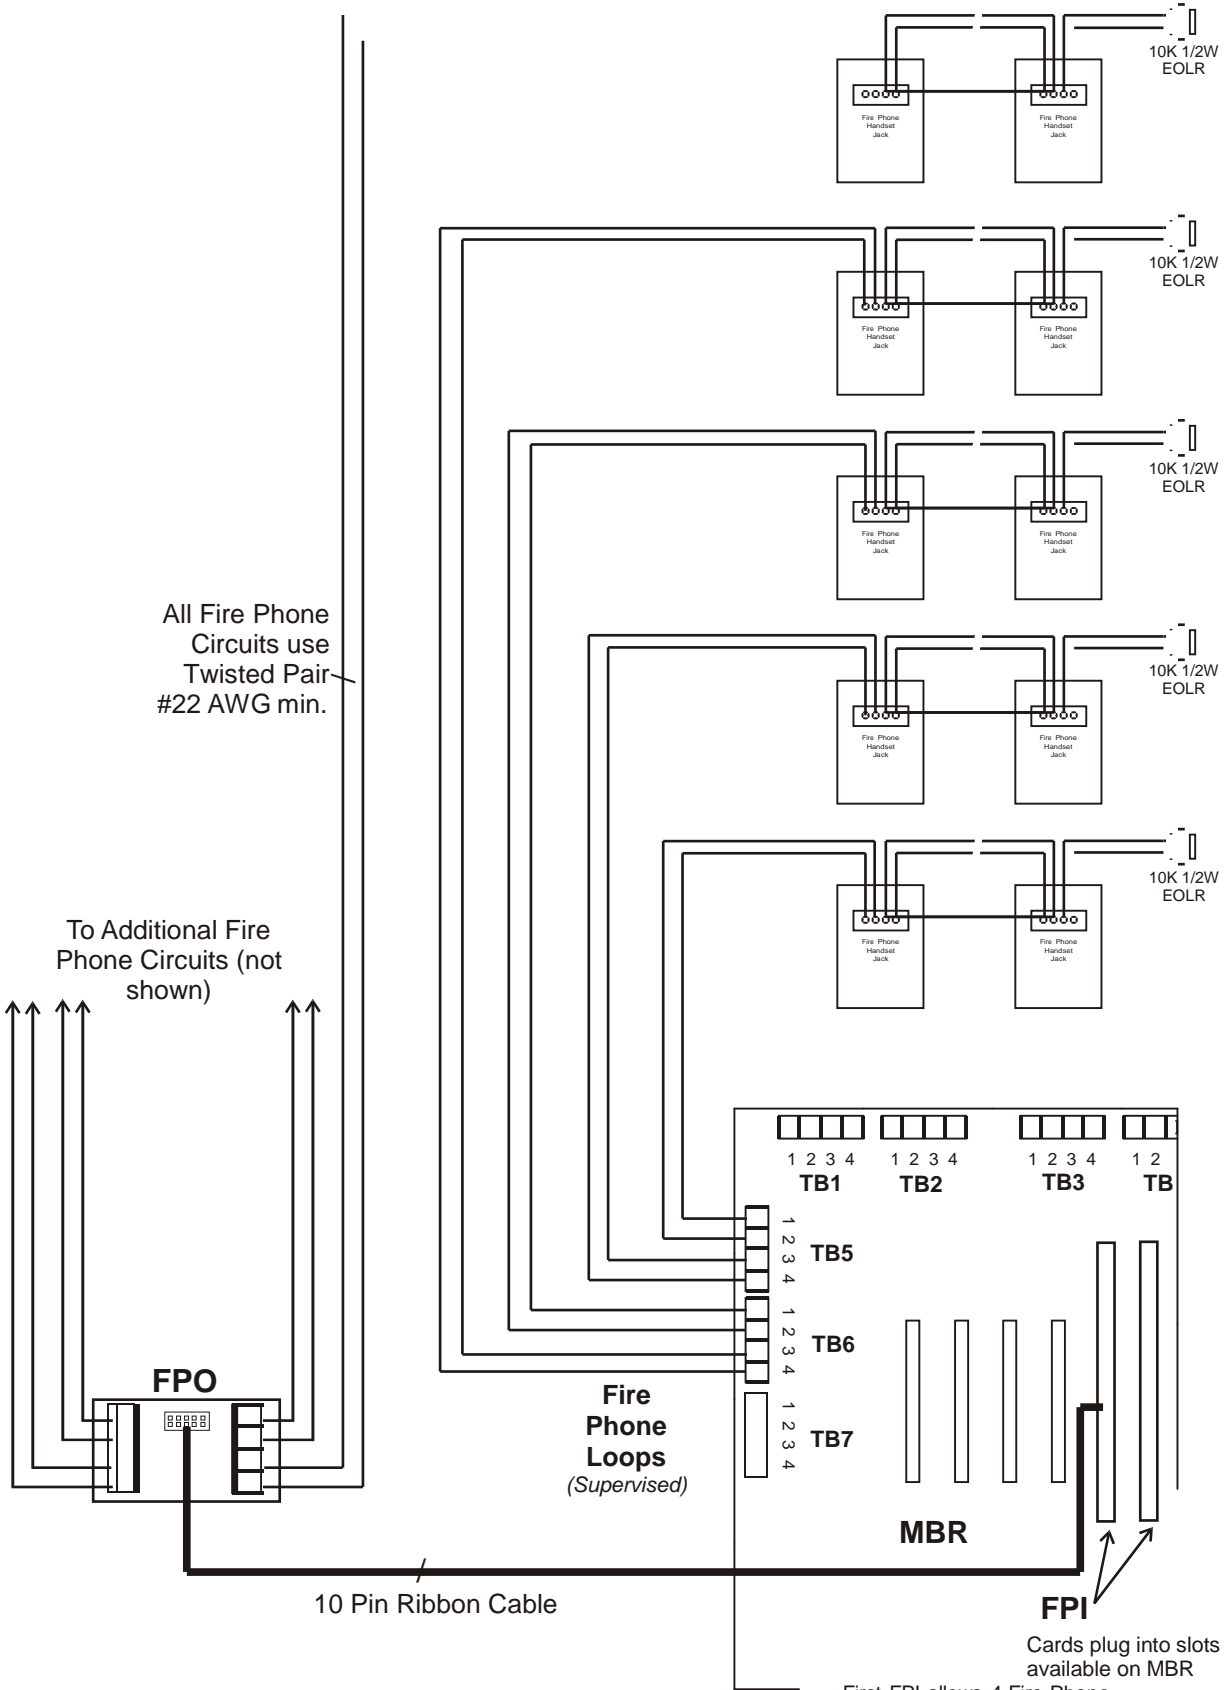 10K 1/2W
EOLR
Fire Phone
Handset
Jack
Fire Phone
Handset
Jack
10K 1/2W
EOLR
Fire Phone
Handset
Jack
Fire Phone
Handset
Jack
10K 1/2W
EOLR
Fire Phone
Handset
Jack
Fire Phone
Handset
Jack
All Fire Phone
Circuits use
Twisted Pair
#22 AWG min.
10K 1/2W
EOLR
Fire Phone
Handset
Jack
Fire Phone
Handset
Jack
10K 1/2W
EOLR
Fire Phone
Handset
Jack
Fire Phone
Handset
Jack
To Additional Fire
Phone Circuits (not
shown)
1 2 3 4
TB1
1 2 3 4
TB2
1 2 3 4
TB3
1 2
TB
1 2 3 4
TB5
1 2 3 4
TB6
1 2 3 4
TB7
FPO
Fire
Phone
Loops
(Supervised)
MBR
10 Pin Ribbon Cable
FPI
Cards plug into slots
available on MBR
First FPI allows 4 Fire Phone